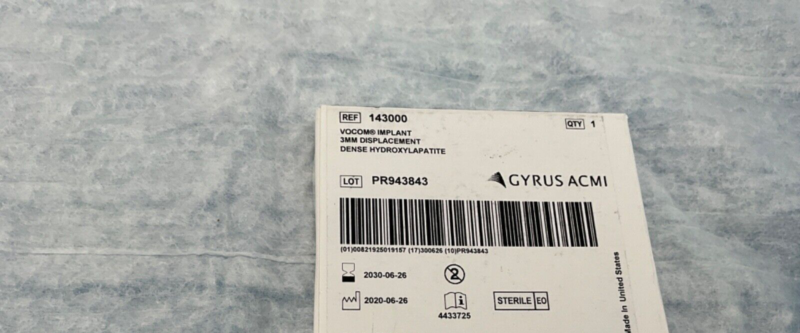 REF 143000
QTY 1
VOCOM® IMPLANT
3MM DISPLACEMENT
DENSE HYDROXYLAPATITE
LOT PR943843
GYRUS ACMI
(01)00821925019157 (17)300626 (10)PR943843
2030-06-26
2
2020-06-26
i
STERILE EO
4433725
Made in United States